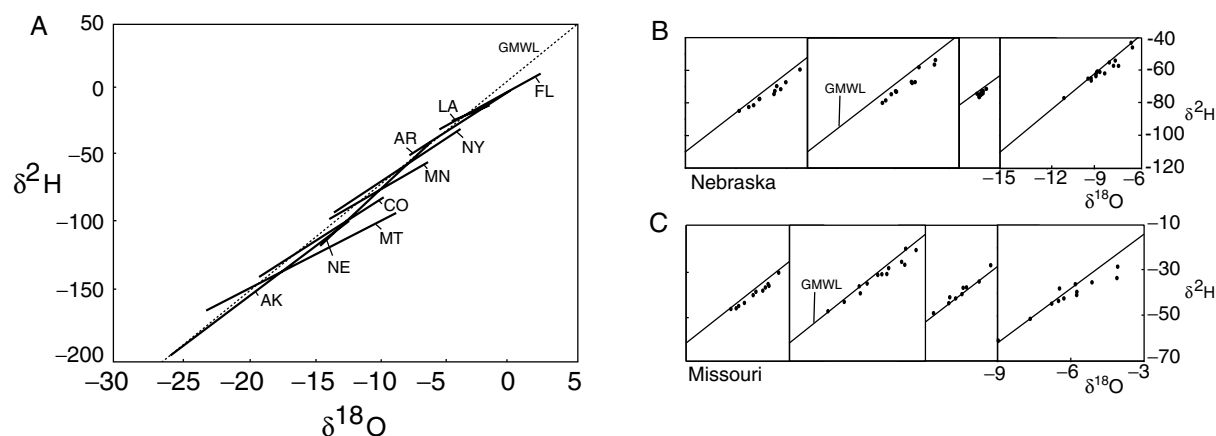 A
50
0
−50
−100
−150
−200
δ²H
−30
−25
−20
−15
−10
−5
0
5
δ¹⁸O
GMWL
FL
LA
NY
AR
MN
CO
MT
NE
AK
B
GMWL
-40
-60
-80
-100
-120
δ²H
Nebraska
−15
−12
−9
−6
δ¹⁸O
C
GMWL
-10
-30
-50
-70
δ²H
Missouri
−9
−6
−3
δ¹⁸O